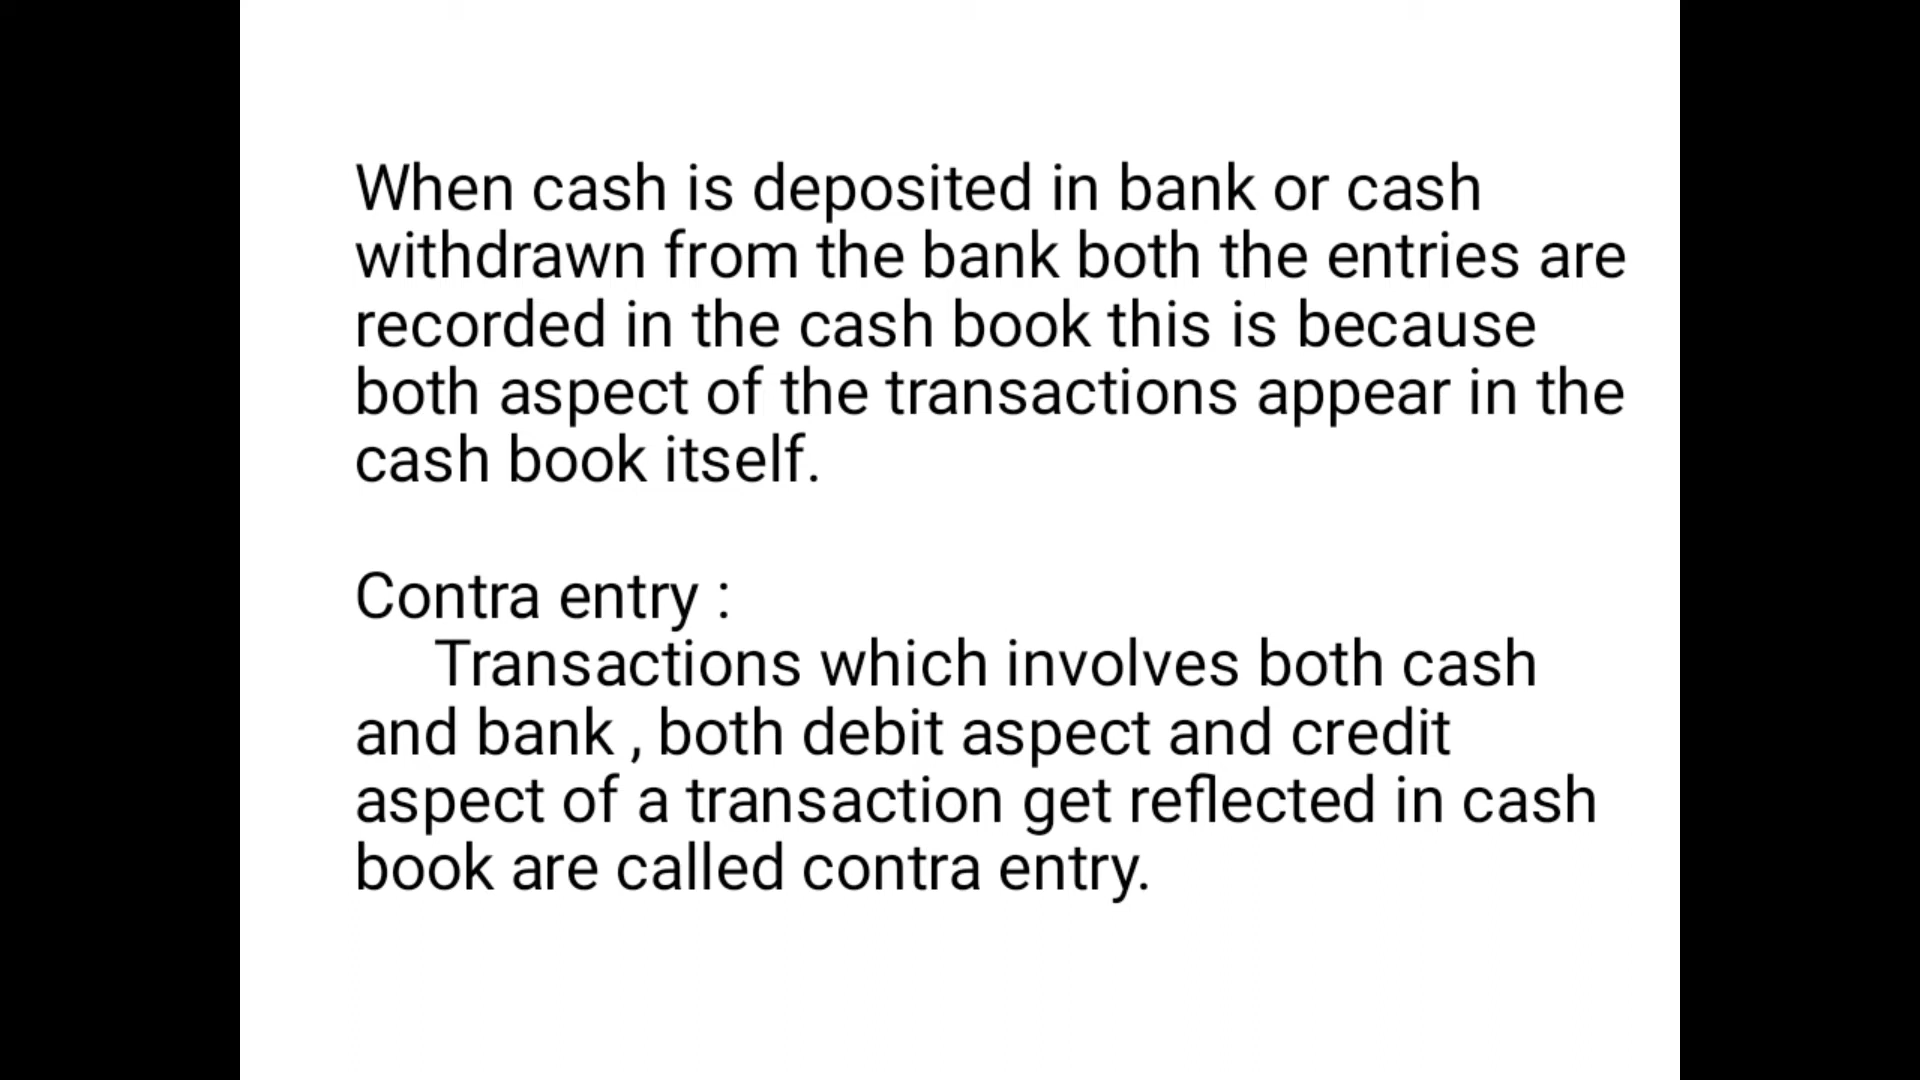 When cash is deposited in bank or cash
withdrawn from the bank both the entries are
recorded in the cash book this is because
both aspect of the transactions appear in the
cash book itself.
Contra entry :
Transactions which involves both cash
and bank , both debit aspect and credit
aspect of a transaction get reflected in cash
book are called contra entry.